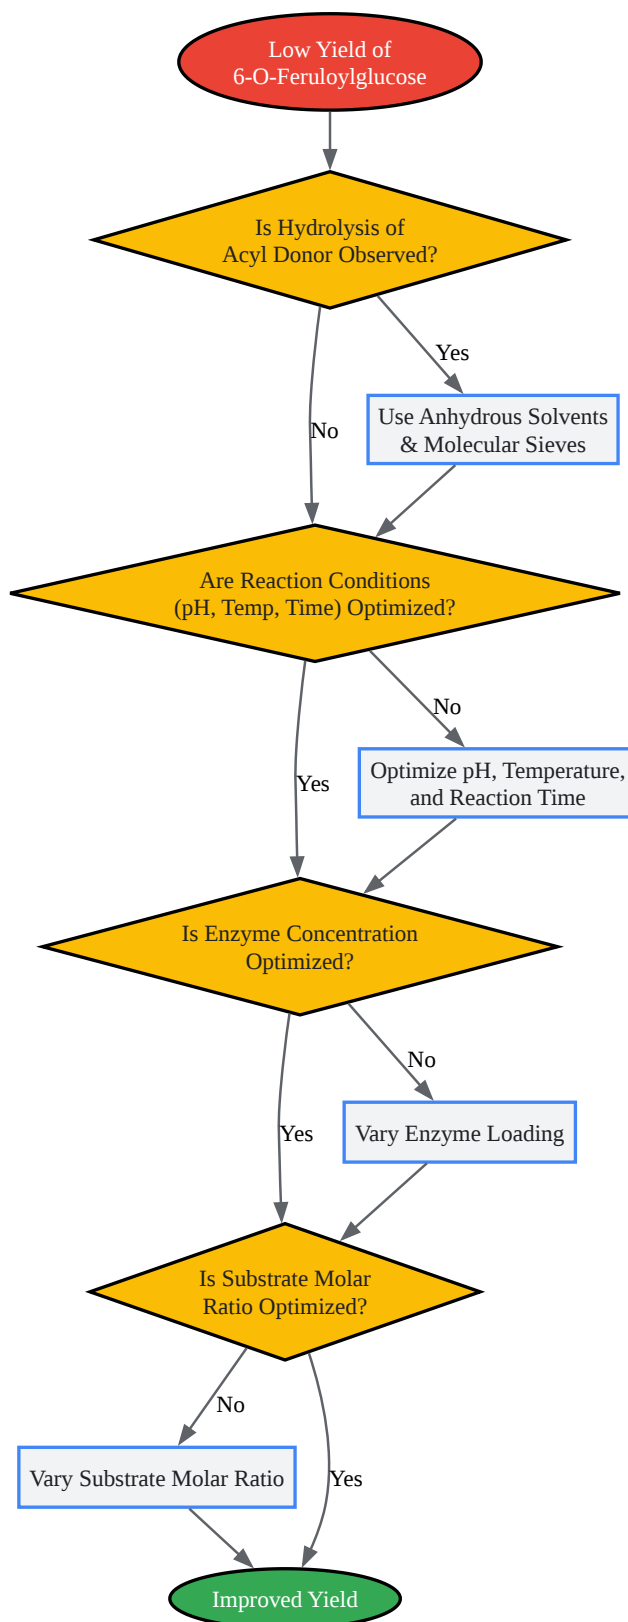 Low Yield of
6-O-Feruloylglucose
Is Hydrolysis of
Acyl Donor Observed?
Yes
Use Anhydrous Solvents
& Molecular Sieves
No
Are Reaction Conditions
(pH, Temp, Time) Optimized?
No
Optimize pH, Temperature,
and Reaction Time
Yes
Is Enzyme Concentration
Optimized?
No
Vary Enzyme Loading
Yes
Is Substrate Molar
Ratio Optimized?
No
Vary Substrate Molar Ratio
Yes
Improved Yield